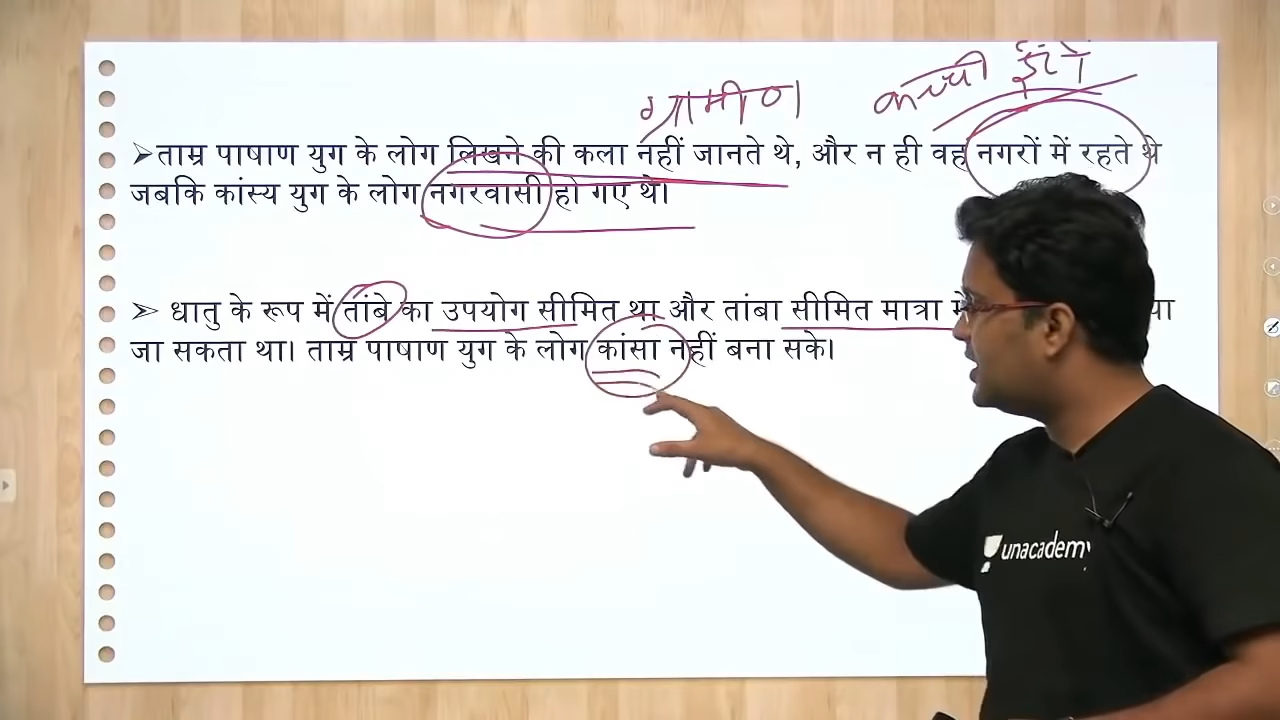 ग्रामीण कच्ची ईंटें
➢ताम्र पाषाण युग के लोग लिखने की कला नहीं जानते थे, और न ही वह नगरों में रहते थे
जबकि कांस्य युग के लोग नगरवासी हो गए थे।
➢ धातु के रूप में तांबे का उपयोग सीमित था और तांबा सीमित मात्रा
जा सकता था। ताम्र पाषाण युग के लोग कांसा नहीं बना सके।
unacademy